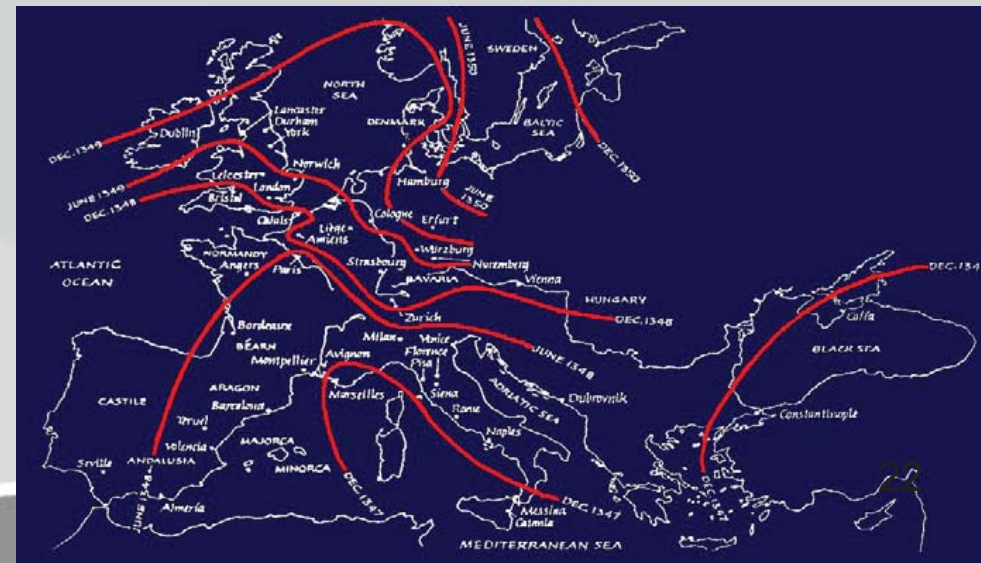 JUNE 1350
SWEDEN
NORTH
SEA
Lancaster
Durham
York
DENMARK
BALTIC
SEA
Dublin
DEC. 1349
DEC. 1350
Norwich
Leicester
London
Hamburg
JUNE
1350
JUNE 1349
DEC. 1348
Bristol
Calais
Cologne
Erfurt
Liége
Amiens
Würzburg
NORMANDY
Angers
Paris
Strasbourg
Nuremberg
BAVARIA
Vienna
ATLANTIC
OCEAN
HUNGARY
DEC. 134
Caffa
Zurich
DEC. 1348
Bordeaux
BÉARN
Milan
Venice
Florence
Pisa
JUNE 1348
BLACK SEA
Montpellier
Avignon
Marseilles
Siena
ADRIATIC SEA
Dubrovnik
CASTILE
ARAGON
Barcelona
Rome
Constantinople
Teruel
Valencia
Naples
MAJORCA
MINORCA
Seville
ANDALUSIA
22
JUNE 1348
Almeria
DEC. 1347
DEC. 1347
Messina
Catania
DEC. 1347
MEDITERRANEAN SEA